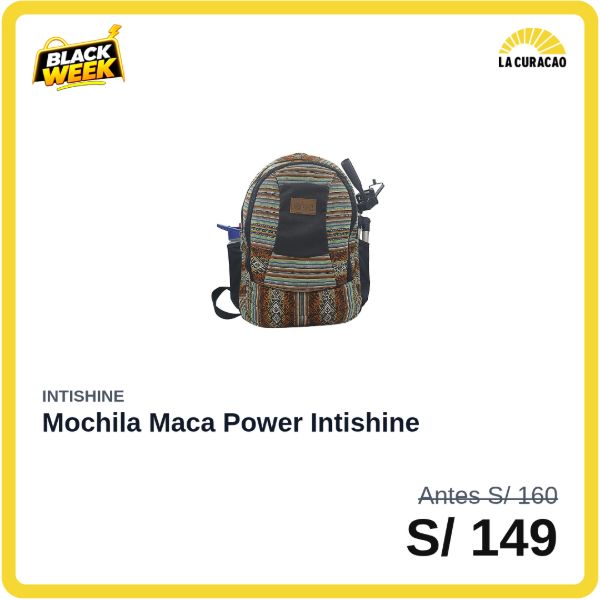 BLACK
WEEK
LA CURACAO
INTISHINE
Mochila Maca Power Intishine
Antes S/ 160
S/ 149